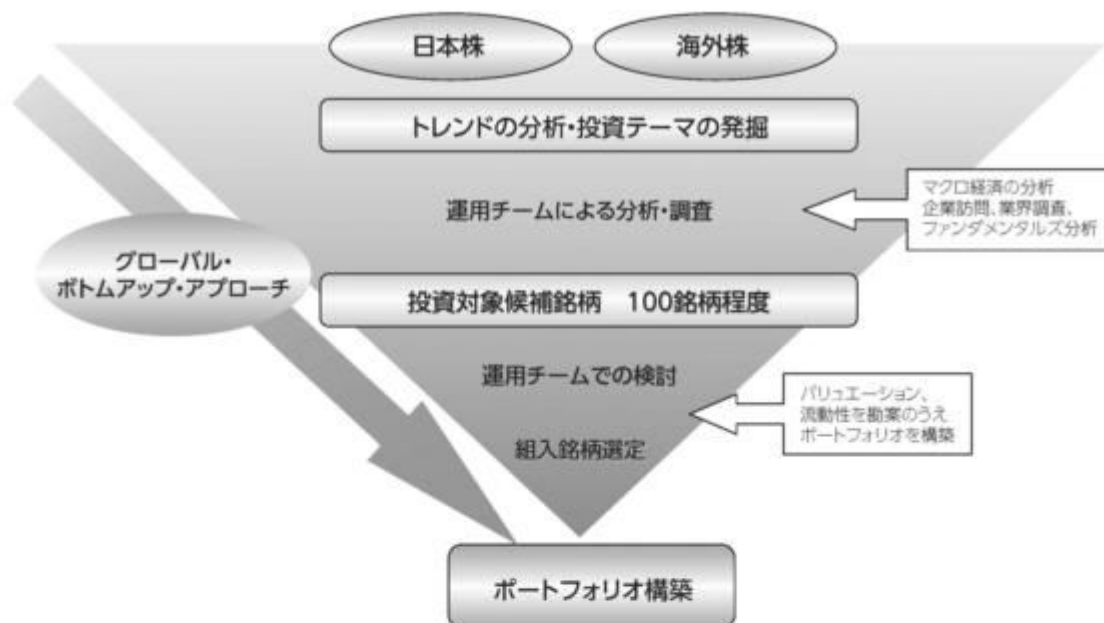 日本株
海外株
トレンドの分析・投資テーマの発掘
運用チームによる分析・調査
マクロ経済の分析
企業訪問、業界調査、
ファンダメンタルズ分析
グローバル・
ボトムアップ・アプローチ
投資対象候補銘柄　100銘柄程度
運用チームでの検討
バリュエーション、
流動性を勘案のうえ
ポートフォリオを構築
組入銘柄選定
ポートフォリオ構築